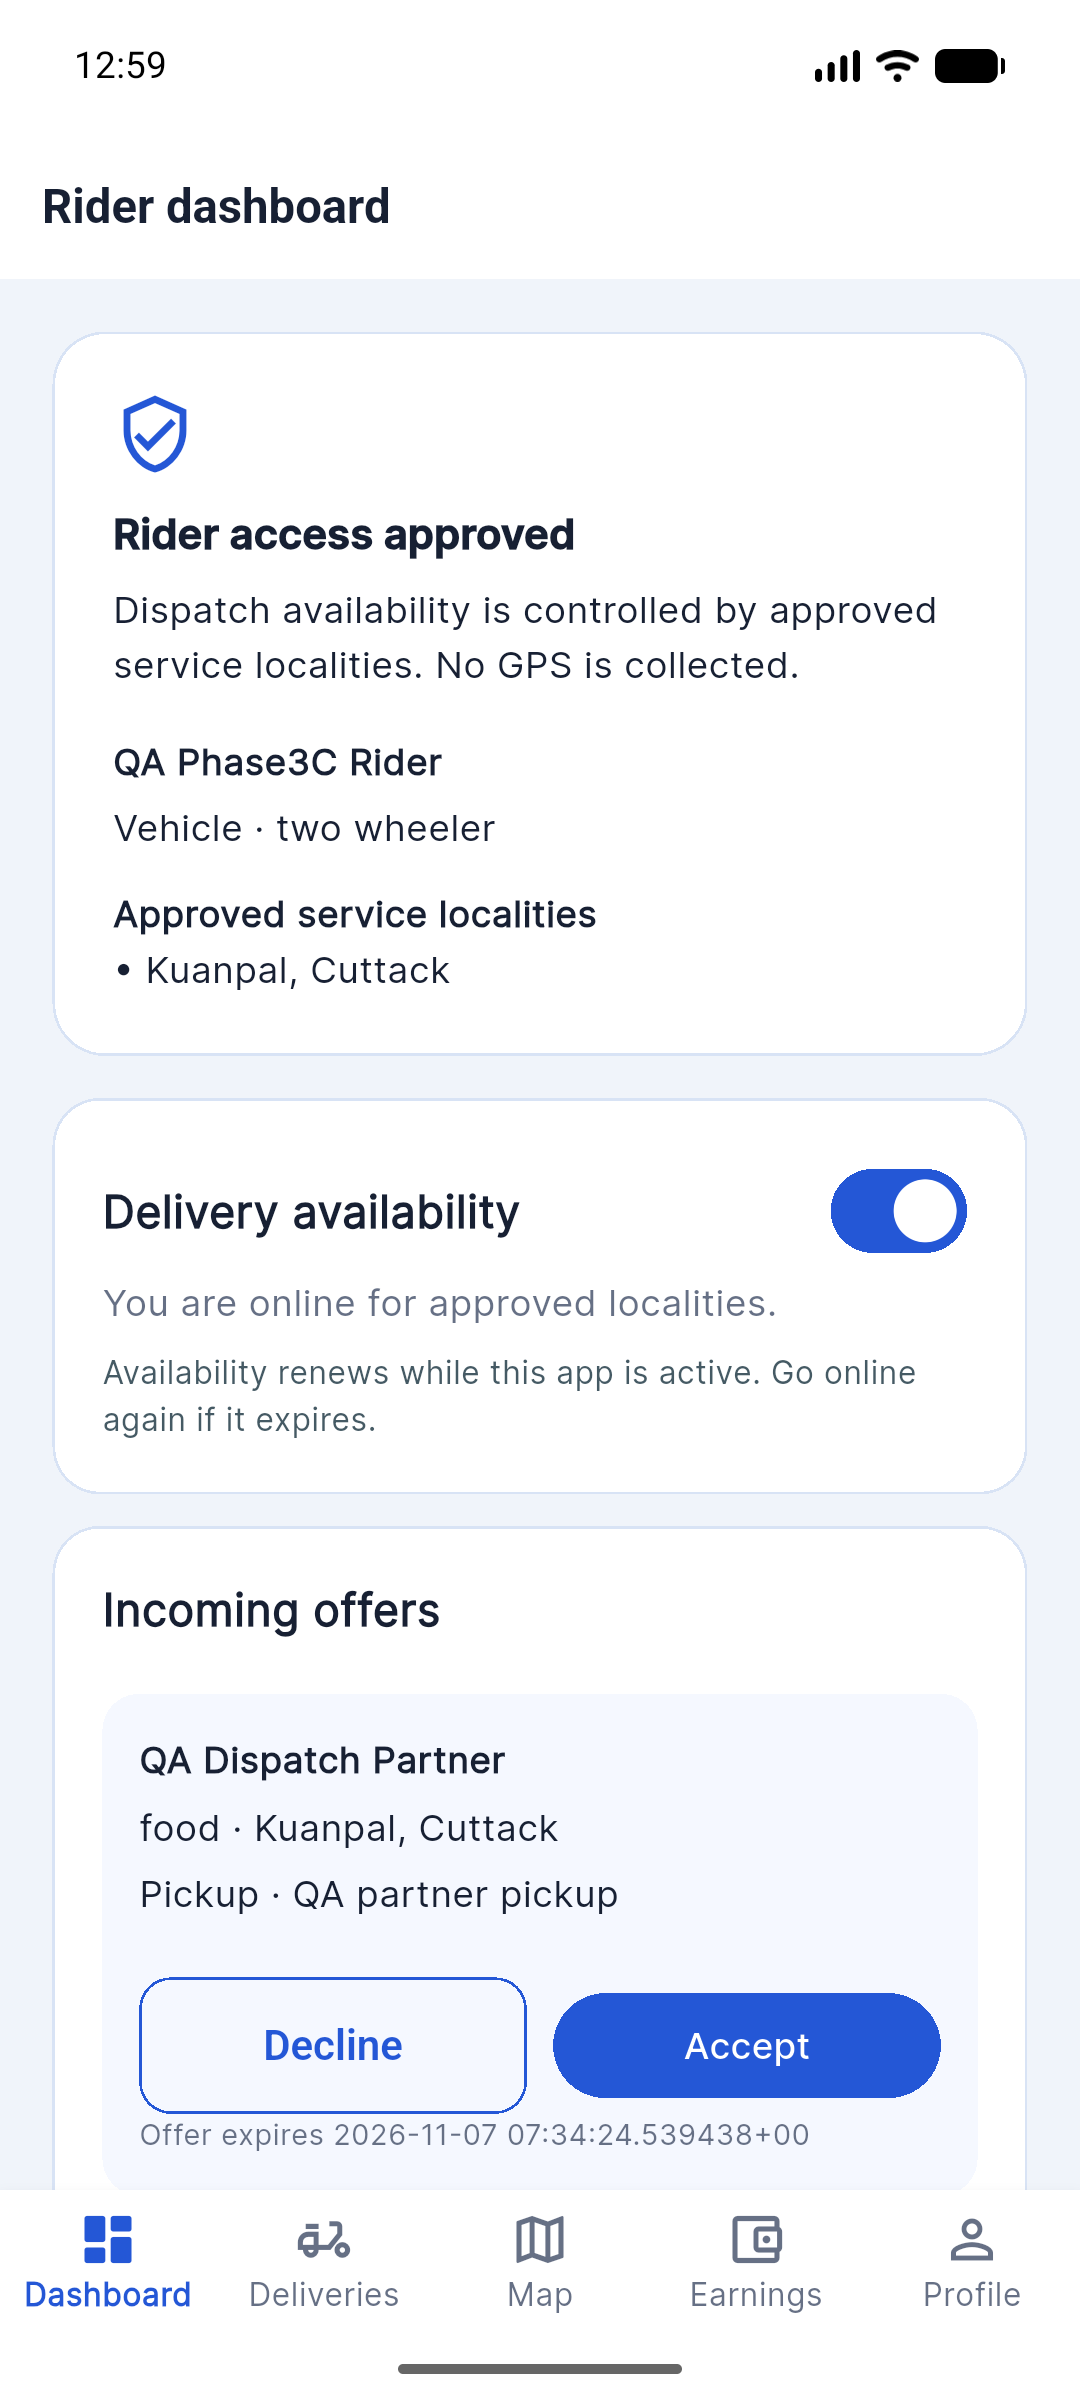 12:59
Rider dashboard
Rider access approved
Dispatch availability is controlled by approved
service localities. No GPS is collected.
QA Phase3C Rider
Vehicle · two wheeler
Approved service localities
• Kuanpal, Cuttack
Delivery availability
You are online for approved localities.
Availability renews while this app is active. Go online
again if it expires.
Incoming offers
QA Dispatch Partner
food · Kuanpal, Cuttack
Pickup · QA partner pickup
Decline
Accept
Offer expires 2026-11-07 07:34:24.539438+00
Dashboard
Deliveries
Map
Earnings
Profile